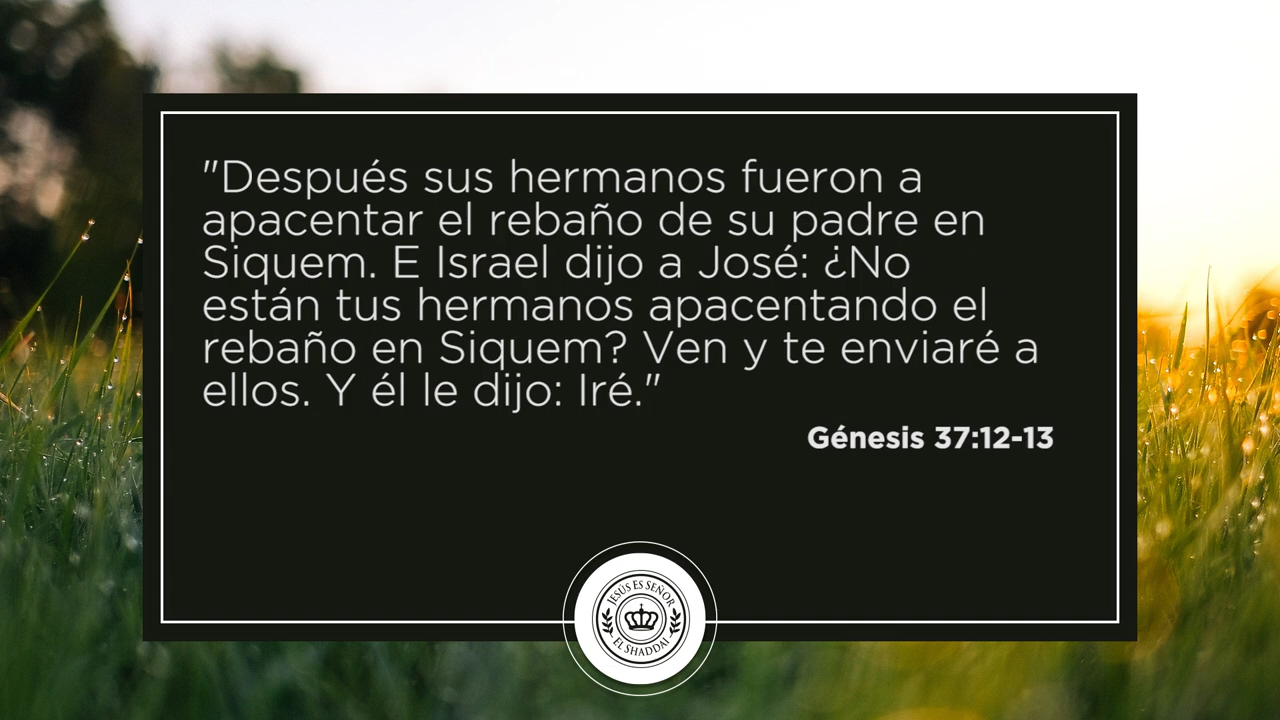 "Después sus hermanos fueron a
apacentar el rebaño de su padre en
Siquem. E Israel dijo a José: ¿No
están tus hermanos apacentando el
rebaño en Siquem? Ven y te enviaré a
ellos. Y él le dijo: Iré."
Génesis 37:12-13
JESÚS ES SEÑOR
EL SHADDAI